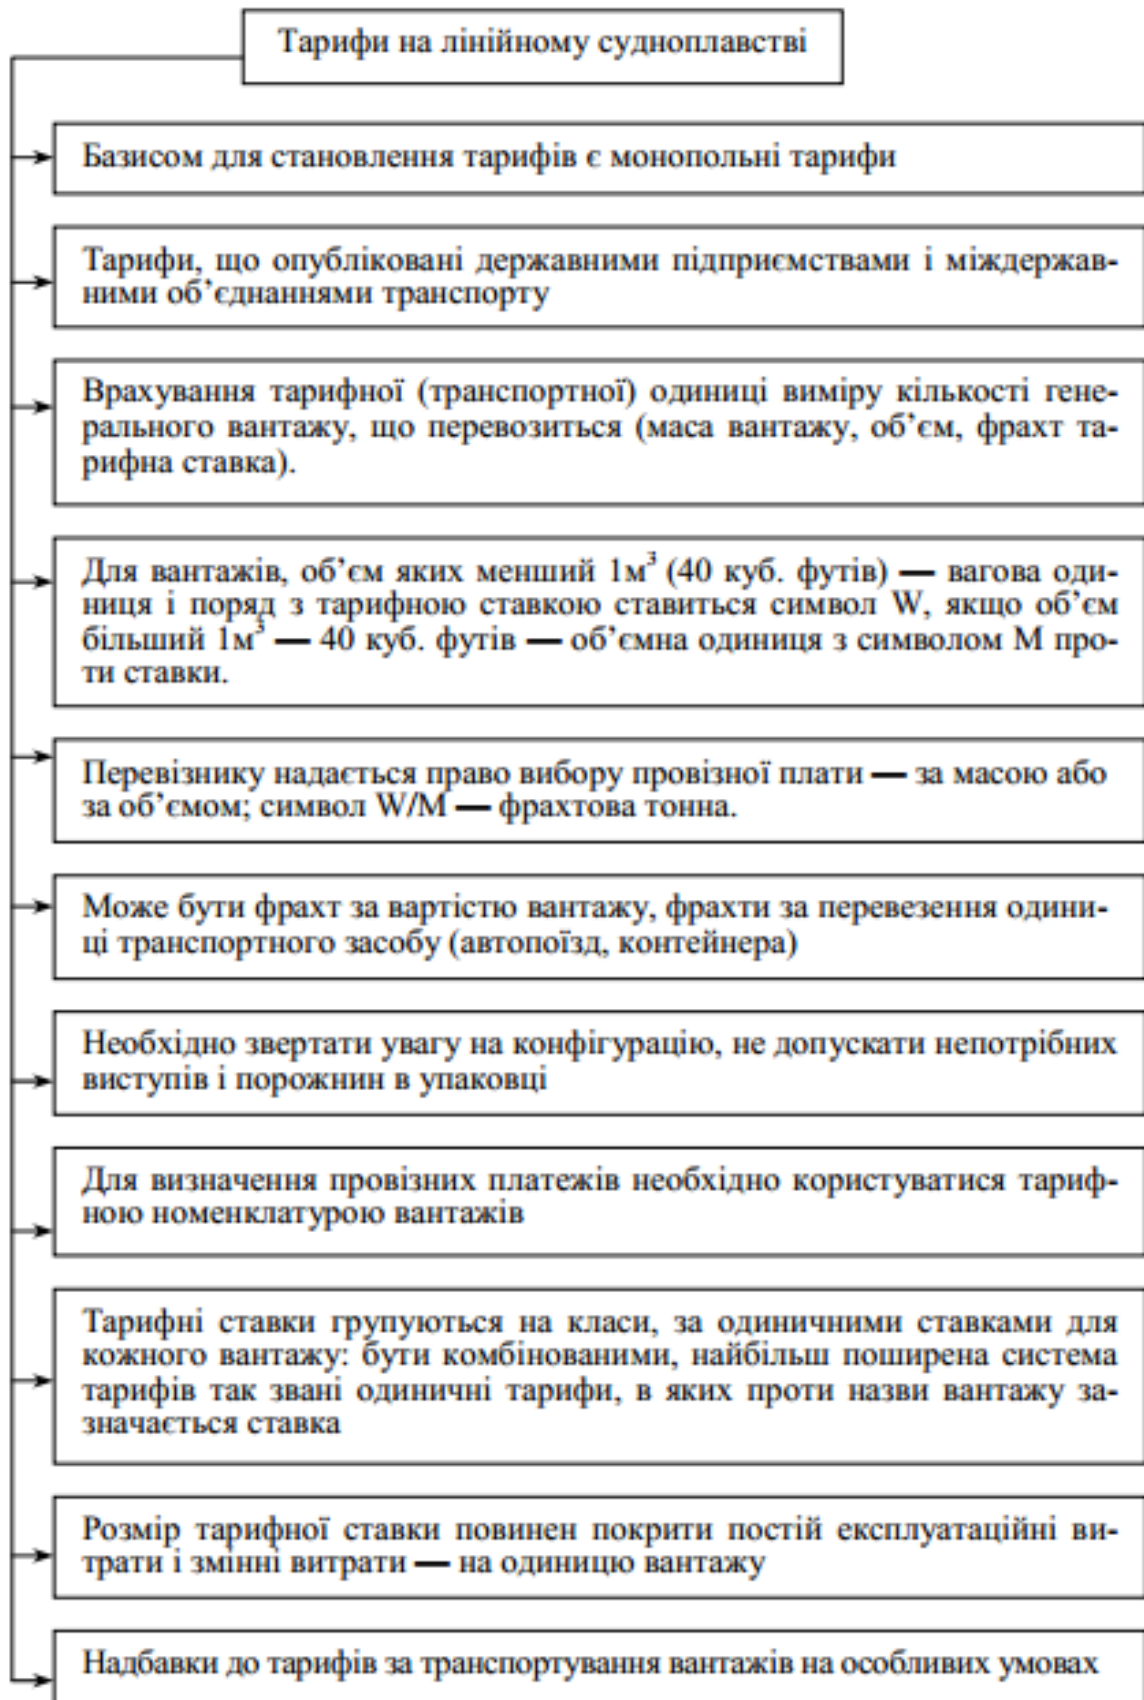 Тарифи на лінійному судноплавстві
Базисом для становлення тарифів є монопольні тарифи
Тарифи, що опубліковані державними підприємствами і міждержав-
ними об’єднаннями транспорту
Врахування тарифної (транспортної) одиниці виміру кількості гене-
рального вантажу, що перевозиться (маса вантажу, об’єм, фрахт та-
рифна ставка).
Для вантажів, об’єм яких менший 1м³ (40 куб. футів) — вагова оди-
ниця і поряд з тарифною ставкою ставиться символ W, якщо об’єм
більший 1м³ — 40 куб. футів — об’ємна одиниця з символом М про-
ти ставки.
Перевізнику надається право вибору провізної плати — за масою або
за об’ємом; символ W/M — фрахтова тонна.
Може бути фрахт за вартістю вантажу, фрахти за перевезення одини-
ці транспортного засобу (автопоїзд, контейнера)
Необхідно звертати увагу на конфігурацію, не допускати непотрібних
виступів і порожнин в упаковці
Для визначення провізних платежів необхідно користуватися тариф-
ною номенклатурою вантажів
Тарифні ставки групуються на класи, за одиничними ставками для
кожного вантажу: бути комбінованими, найбільш поширена система
тарифів так звані одиничні тарифи, в яких проти назви вантажу за-
значається ставка
Розмір тарифної ставки повинен покрити постій експлуатаційні ви-
трати і змінні витрати — на одиницю вантажу
Надбавки до тарифів за транспортування вантажів на особливих умовах